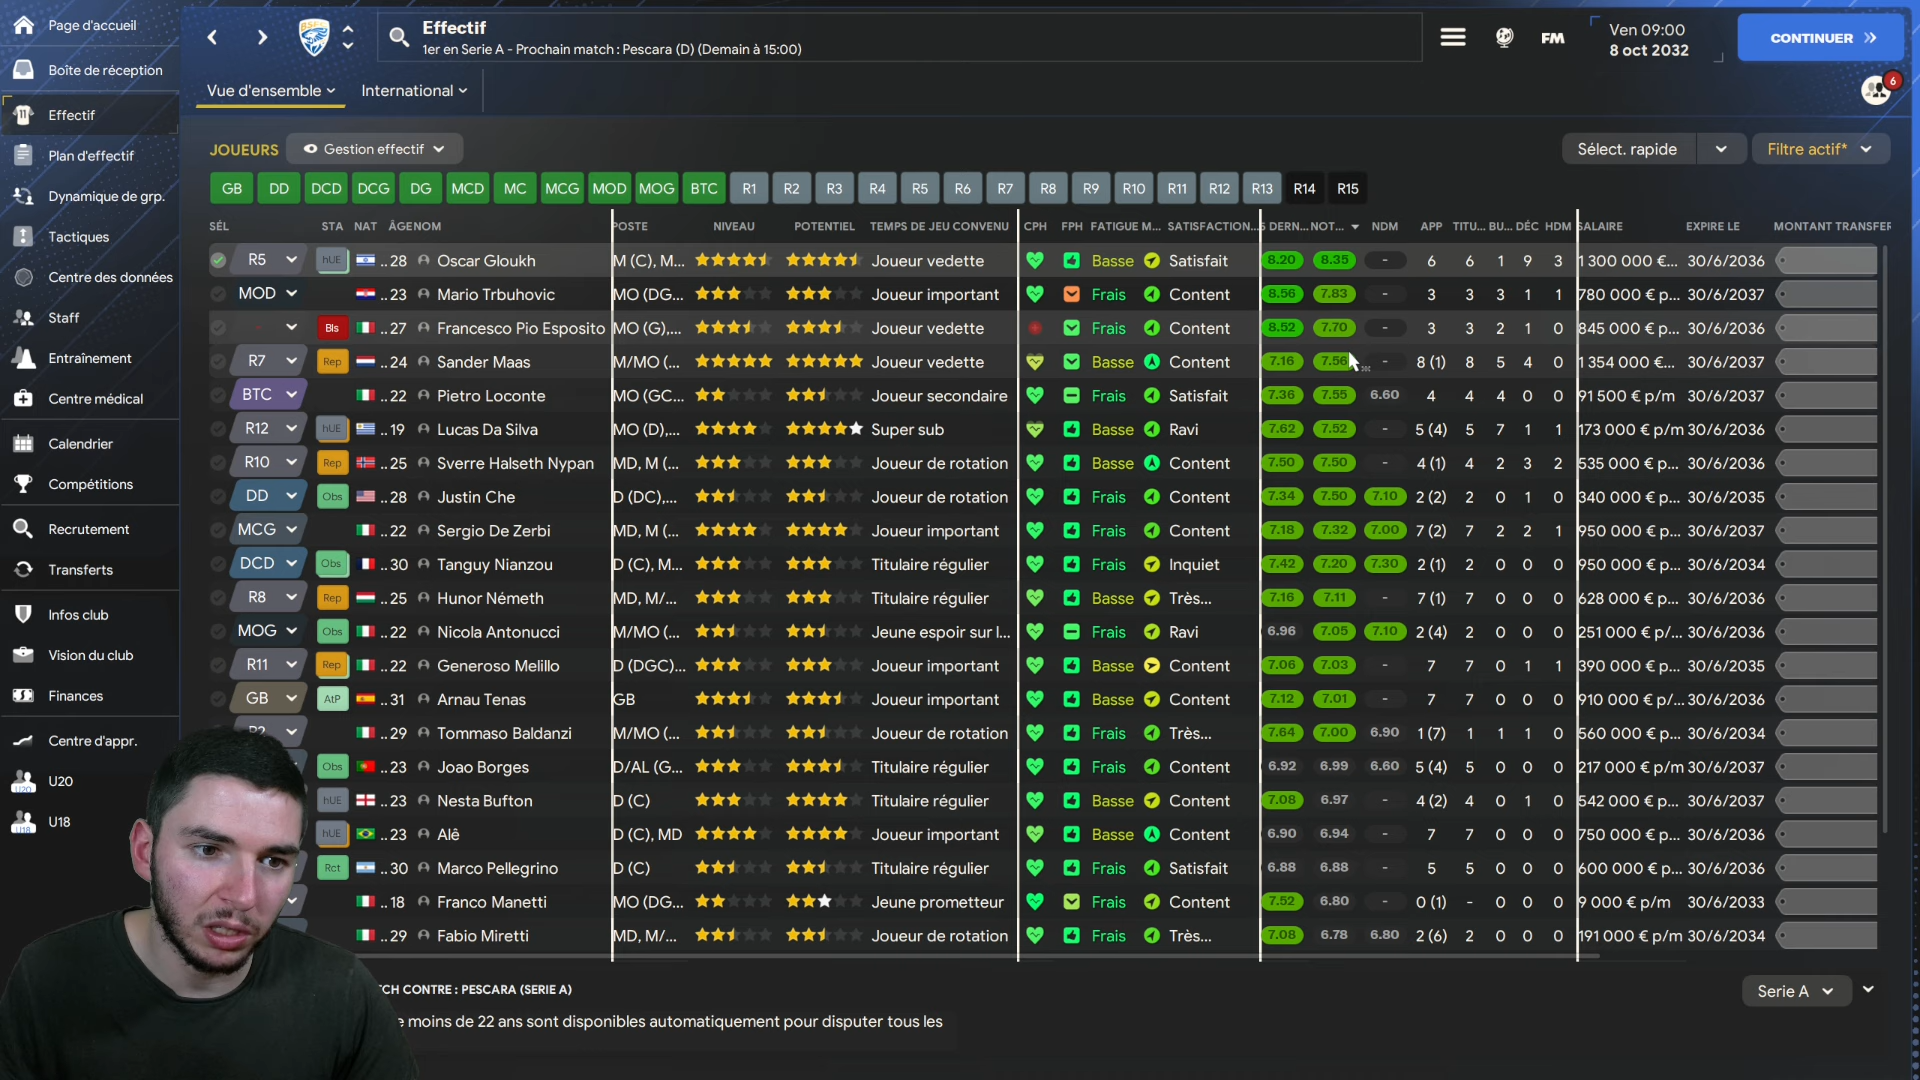 Page d'accueil
Boîte de réception
Effectif
Plan d'effectif
Dynamique de grp.
Tactiques
Centre des données
Staff
Entraînement
Centre médical
Calendrier
Compétitions
Recrutement
Transferts
Infos club
Vision du club
Finances
Centre d'appr.
U20
U18
Effectif
1er en Serie A - Prochain match : Pescara (D) (Demain à 15:00)
FM
Ven 09:00
8 oct 2032
CONTINUER
6
Vue d'ensemble International
JOUEURS Gestion effectif Sélect. rapide Filtre actif*
GB DD DCD DCG DG MCD MC MCG MOD MOG BTC R1 R2 R3 R4 R5 R6 R7 R8 R9 R10 R11 R12 R13 R14 R15
SÉL STA NAT ÂGE NOM POSTE NIVEAU POTENTIEL TEMPS DE JEU CONVENU CPH FPH FATIGUE M... SATISFACTION... DERN... NOT... NDM APP TITU... BU... DÉC HDM SALAIRE EXPIRE LE MONTANT TRANSFER
R5 hUE ..28 Oscar Gloukh M (C), M... Joueur vedette Basse Satisfait 8.20 8.35 - 6 6 1 9 3 1 300 000 €... 30/6/2036
MOD ..23 Mario Trbuhovic MO (DG... Joueur important Frais Content 8.56 7.83 - 3 3 3 1 1 780 000 € p... 30/6/2037
- Bls ..27 Francesco Pio Esposito MO (G),... Joueur vedette Frais Content 8.52 7.70 - 3 3 2 1 0 845 000 € p... 30/6/2036
R7 Rep ..24 Sander Maas M/MO (... Joueur vedette Basse Content 7.16 7.56 - 8 (1) 8 5 4 0 1 354 000 €... 30/6/2037
BTC ..22 Pietro Loconte MO (GC... Joueur secondaire Frais Satisfait 7.36 7.55 6.60 4 4 4 0 0 91 500 € p/m 30/6/2037
R12 hUE ..19 Lucas Da Silva MO (D),... Super sub Basse Ravi 7.62 7.52 - 5 (4) 5 7 1 1 173 000 € p/m 30/6/2036
R10 Rep ..25 Sverre Halseth Nypan MD, M (... Joueur de rotation Basse Content 7.50 7.50 - 4 (1) 4 2 3 2 535 000 € p... 30/6/2036
DD Obs ..28 Justin Che D (DC),... Joueur de rotation Frais Content 7.34 7.50 7.10 2 (2) 2 0 1 0 340 000 € p... 30/6/2035
MCG ..22 Sergio De Zerbi MD, M (... Joueur important Frais Content 7.18 7.32 7.00 7 (2) 7 2 2 1 950 000 € p... 30/6/2037
DCD Obs ..30 Tanguy Nianzou D (C), M... Titulaire régulier Frais Inquiet 7.42 7.20 7.30 2 (1) 2 0 0 0 950 000 € p... 30/6/2034
R8 Rep ..25 Hunor Németh MD, M/... Titulaire régulier Basse Très... 7.16 7.11 - 7 (1) 7 0 0 0 628 000 € p... 30/6/2036
MOG Obs ..22 Nicola Antonucci M/MO (... Jeune espoir sur l... Frais Ravi 6.96 7.05 7.10 2 (4) 2 0 0 0 251 000 € p/... 30/6/2036
R11 Rep ..22 Generoso Melillo D (DGC)... Joueur important Basse Content 7.06 7.03 - 7 7 0 1 1 390 000 € p... 30/6/2035
GB AtP ..31 Arnau Tenas GB Joueur important Basse Content 7.12 7.01 - 7 7 0 0 0 910 000 € p... 30/6/2036
..29 Tommaso Baldanzi M/MO (... Joueur de rotation Frais Très... 7.64 7.00 6.90 1 (7) 1 1 1 0 560 000 € p... 30/6/2034
Obs ..23 Joao Borges D/AL (G... Titulaire régulier Frais Content 6.92 6.99 6.60 5 (4) 5 0 0 0 217 000 € p/m 30/6/2037
hUE ..23 Nesta Bufton D (C) Titulaire régulier Basse Content 7.08 6.97 - 4 (2) 4 0 1 0 542 000 € p... 30/6/2037
hUE ..23 Alê D (C), MD Joueur important Basse Content 6.90 6.94 - 7 7 0 0 0 750 000 € p... 30/6/2036
Rct ..30 Marco Pellegrino D (C) Titulaire régulier Frais Satisfait 6.88 6.88 - 5 5 0 0 0 600 000 € p... 30/6/2034
..18 Franco Manetti MO (DG... Jeune prometteur Frais Content 7.52 6.80 - 0 (1) - 0 0 0 9 000 € p/m 30/6/2033
..29 Fabio Miretti MD, M/... Joueur de rotation Frais Très... 7.08 6.78 6.80 2 (6) 2 0 0 0 191 000 € p/m 30/6/2034
CH CONTRE : PESCARA (SERIE A)
Serie A
e moins de 22 ans sont disponibles automatiquement pour disputer tous les